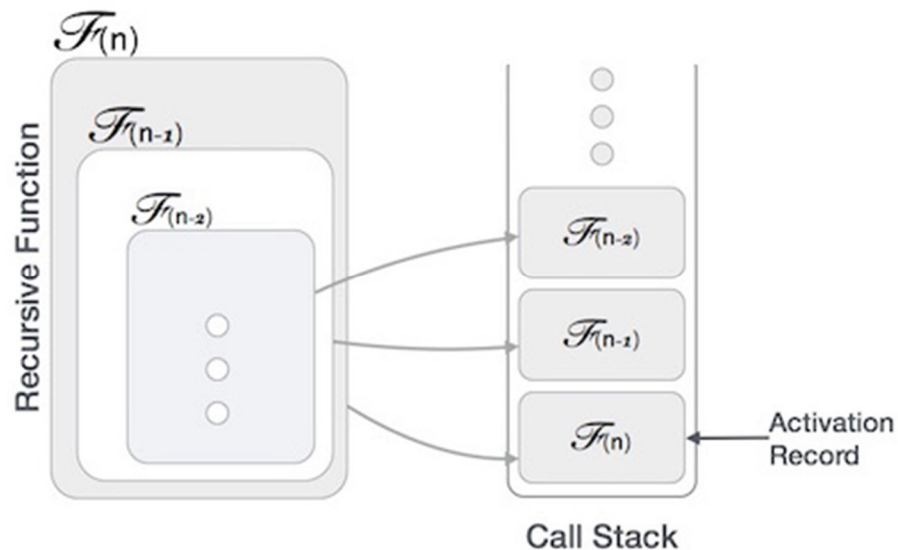 ℱ(n)
ℱ(n-1)
ℱ(n-2)
Recursive Function
ℱ(n-2)
ℱ(n-1)
ℱ(n)
Activation
Record
Call Stack